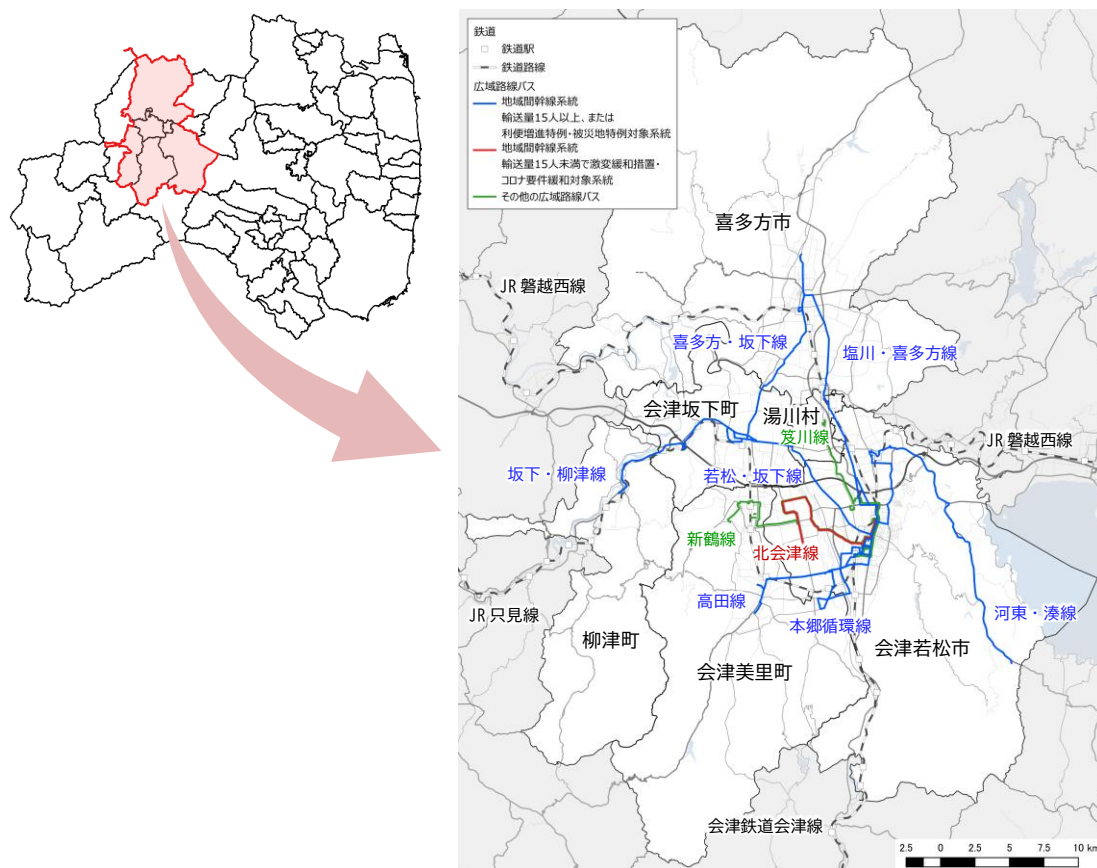 鉄道
鉄道駅
鉄道路線
広域路線バス
地域間幹線系統
輸送量15人以上、または
利便増進特例・被災地特例対象系統
地域間幹線系統
輸送量15人未満で激変緩和措置・
コロナ要件緩和対象系統
その他の広域路線バス
喜多方市
JR 磐越西線
喜多方・坂下線
塩川・喜多方線
会津坂下町
湯川村
笈川線
JR 磐越西線
坂下・柳津線
若松・坂下線
新鶴線
北会津線
高田線
JR 只見線
河東・湊線
本郷循環線
柳津町
会津若松市
会津美里町
会津鉄道会津線
2.5 0 2.5 5 7.5 10 km